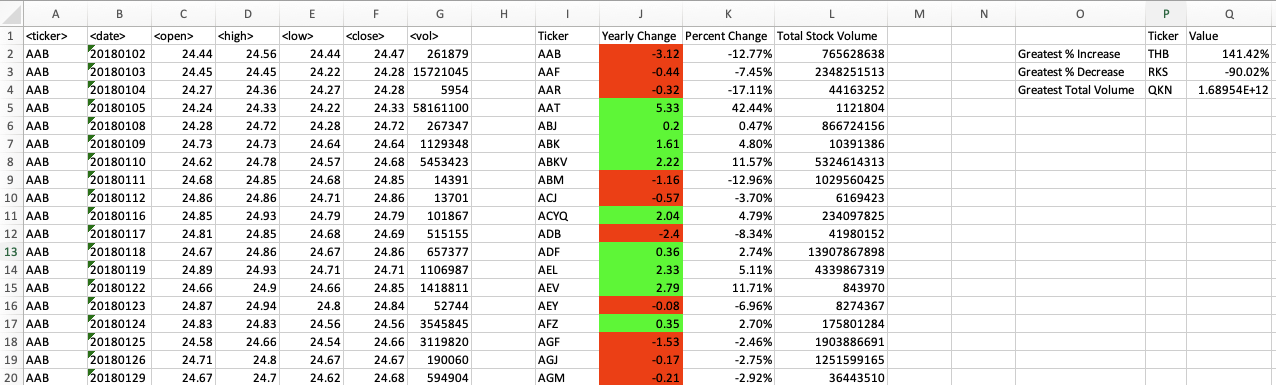 A B C D E F G H I J K L M N O P Q
1 <ticker> <date> <open> <high> <low> <close> <vol> Ticker Yearly Change Percent Change Total Stock Volume Ticker Value
2 AAB 20180102 24.44 24.56 24.44 24.47 261879 AAB -3.12 -12.77% 765628638 Greatest % Increase THB 141.42%
3 AAB 20180103 24.45 24.45 24.22 24.28 15721045 AAF -0.44 -7.45% 2348251513 Greatest % Decrease RKS -90.02%
4 AAB 20180104 24.27 24.36 24.27 24.28 5954 AAR -0.32 -17.11% 44163252 Greatest Total Volume QKN 1.68954E+12
5 AAB 20180105 24.24 24.33 24.22 24.33 58161100 AAT 5.33 42.44% 1121804
6 AAB 20180108 24.28 24.72 24.28 24.72 267347 ABJ 0.2 0.47% 866724156
7 AAB 20180109 24.73 24.73 24.64 24.64 1129348 ABK 1.61 4.80% 10391386
8 AAB 20180110 24.62 24.78 24.57 24.68 5453423 ABKV 2.22 11.57% 5324614313
9 AAB 20180111 24.68 24.85 24.68 24.85 14391 ABM -1.16 -12.96% 1029560425
10 AAB 20180112 24.86 24.86 24.71 24.86 13701 ACJ -0.57 -3.70% 6169423
11 AAB 20180116 24.85 24.93 24.79 24.79 101867 ACYQ 2.04 4.79% 234097825
12 AAB 20180117 24.81 24.85 24.68 24.69 515155 ADB -2.4 -8.34% 41980152
13 AAB 20180118 24.67 24.86 24.67 24.86 657377 ADF 0.36 2.74% 13907867898
14 AAB 20180119 24.89 24.93 24.71 24.71 1106987 AEL 2.33 5.11% 4339867319
15 AAB 20180122 24.66 24.9 24.66 24.85 1418811 AEV 2.79 11.71% 843970
16 AAB 20180123 24.87 24.94 24.8 24.84 52744 AEY -0.08 -6.96% 8274367
17 AAB 20180124 24.83 24.83 24.56 24.56 3545845 AFZ 0.35 2.70% 175801284
18 AAB 20180125 24.58 24.66 24.54 24.66 3119820 AGF -1.53 -2.46% 1903886691
19 AAB 20180126 24.71 24.8 24.67 24.67 190060 AGJ -0.17 -2.75% 1251599165
20 AAB 20180129 24.67 24.7 24.62 24.68 594904 AGM -0.21 -2.92% 36443510